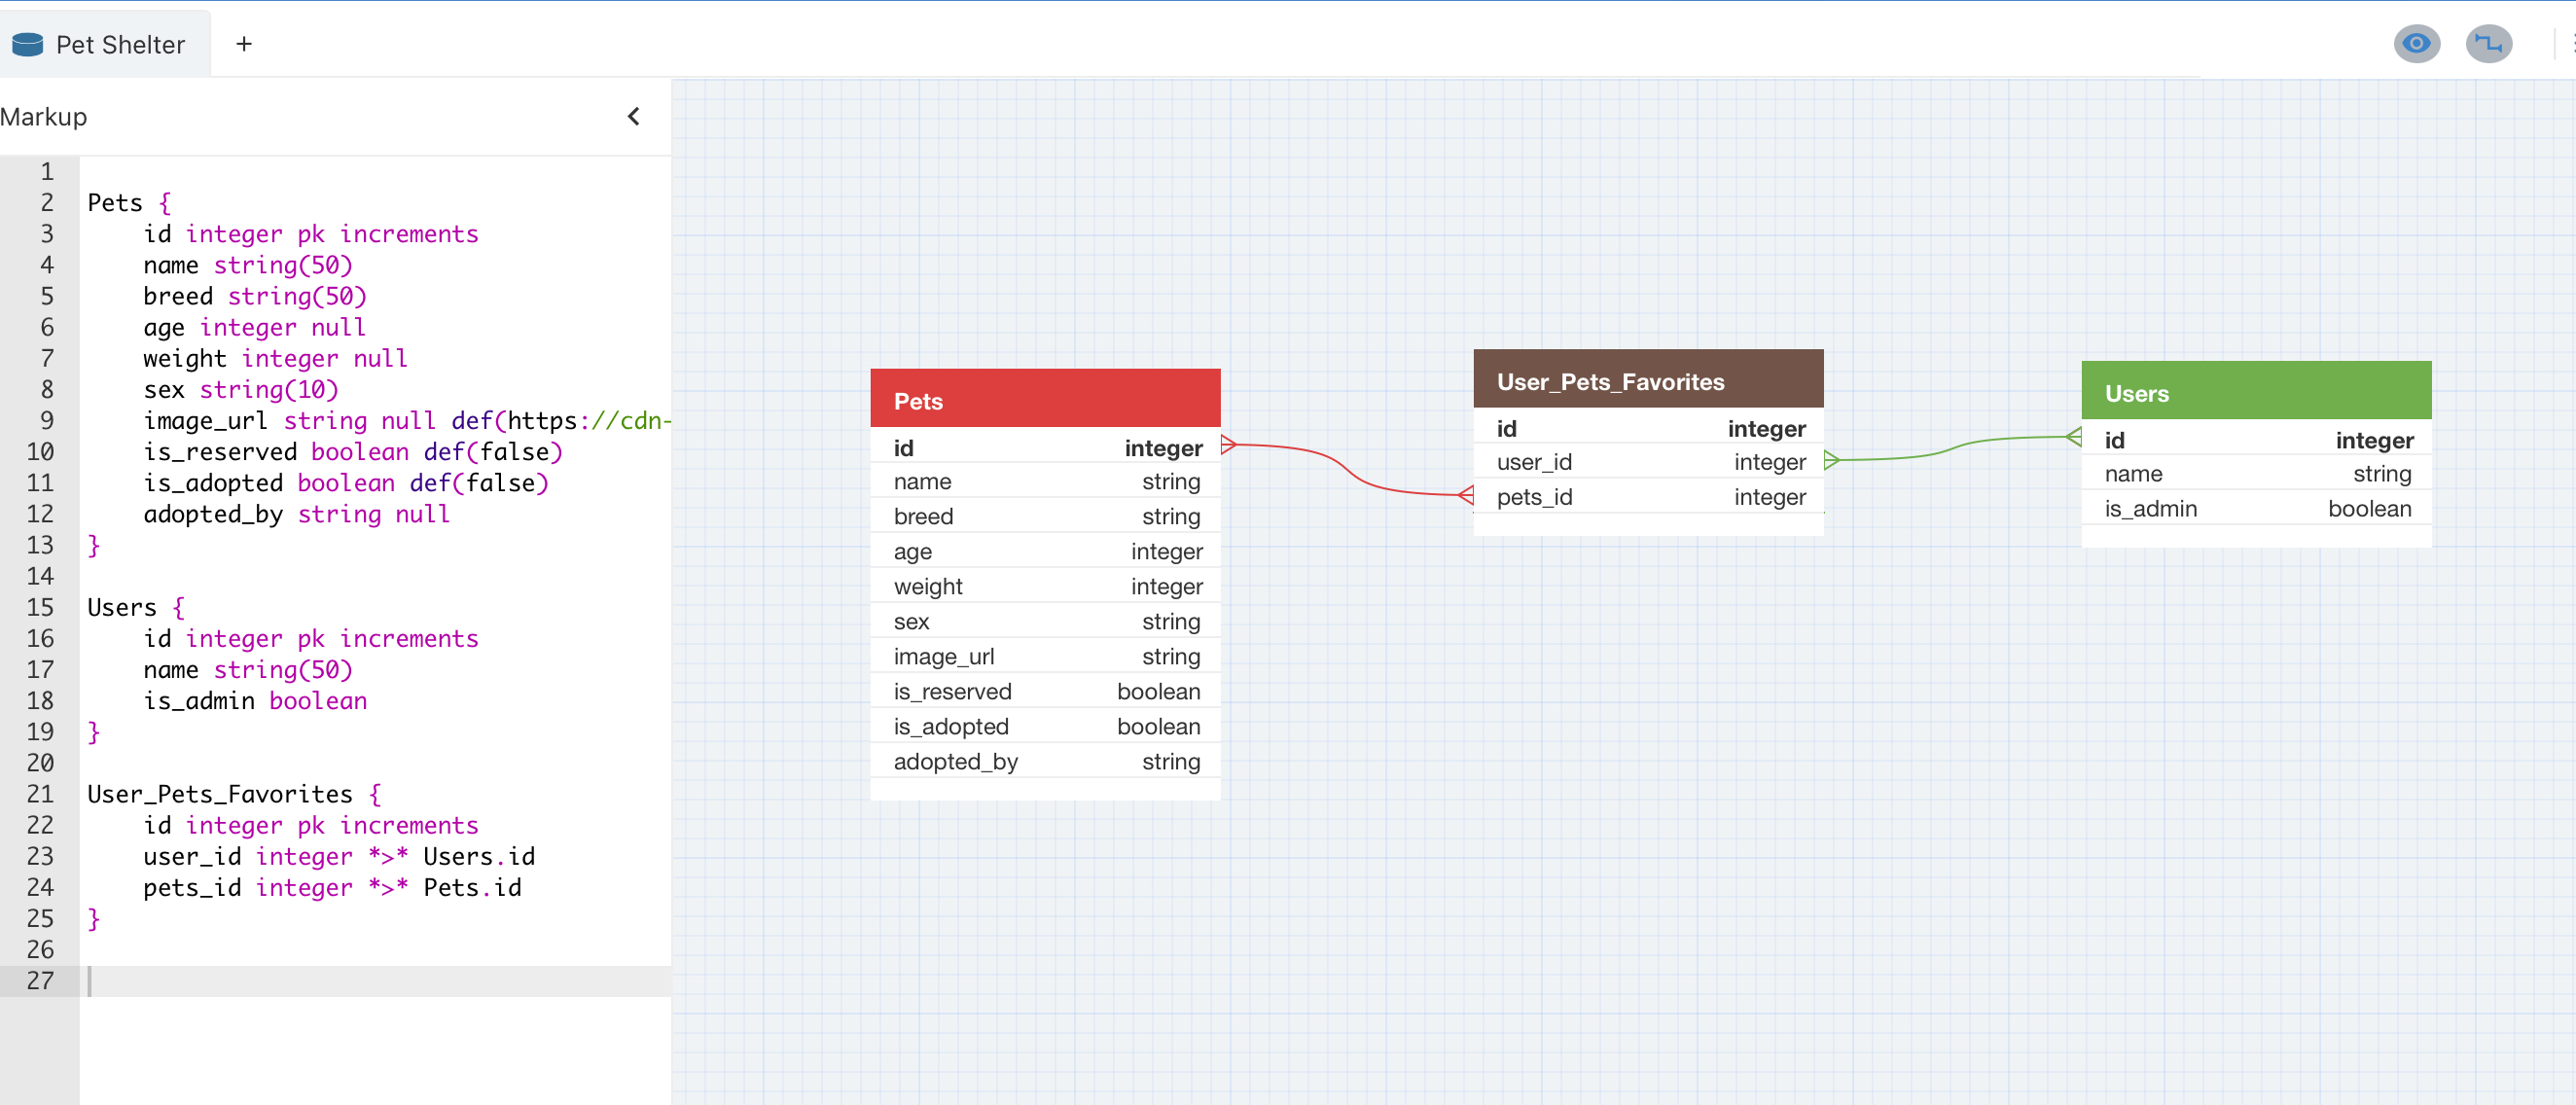 Pet Shelter +
Markup
1
2 Pets {
3 id integer pk increments
4 name string(50)
5 breed string(50)
6 age integer null
7 weight integer null
8 sex string(10)
9 image_url string null def(https://cdn-
10 is_reserved boolean def(false)
11 is_adopted boolean def(false)
12 adopted_by string null
13 }
14
15 Users {
16 id integer pk increments
17 name string(50)
18 is_admin boolean
19 }
20
21 User_Pets_Favorites {
22 id integer pk increments
23 user_id integer *>* Users.id
24 pets_id integer *>* Pets.id
25 }
26
27
Pets
id integer
name string
breed string
age integer
weight integer
sex string
image_url string
is_reserved boolean
is_adopted boolean
adopted_by string
User_Pets_Favorites
id integer
user_id integer
pets_id integer
Users
id integer
name string
is_admin boolean